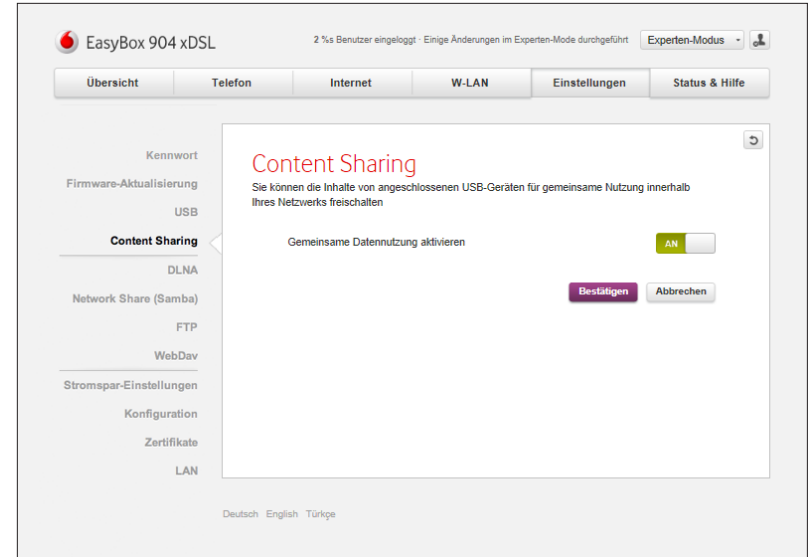 EasyBox 904 xDSL
2 %s Benutzer eingeloggt · Einige Änderungen im Experten-Mode durchgeführt
Experten-Modus
Übersicht
Telefon
Internet
W-LAN
Einstellungen
Status & Hilfe
Kennwort
Firmware-Aktualisierung
USB
Content Sharing
DLNA
Network Share (Samba)
FTP
WebDav
Stromspar-Einstellungen
Konfiguration
Zertifikate
LAN
Content Sharing
Sie können die Inhalte von angeschlossenen USB-Geräten für gemeinsame Nutzung innerhalb
Ihres Netzwerks freischalten
Gemeinsame Datennutzung aktivieren
AN
Bestätigen
Abbrechen
Deutsch English Türkçe